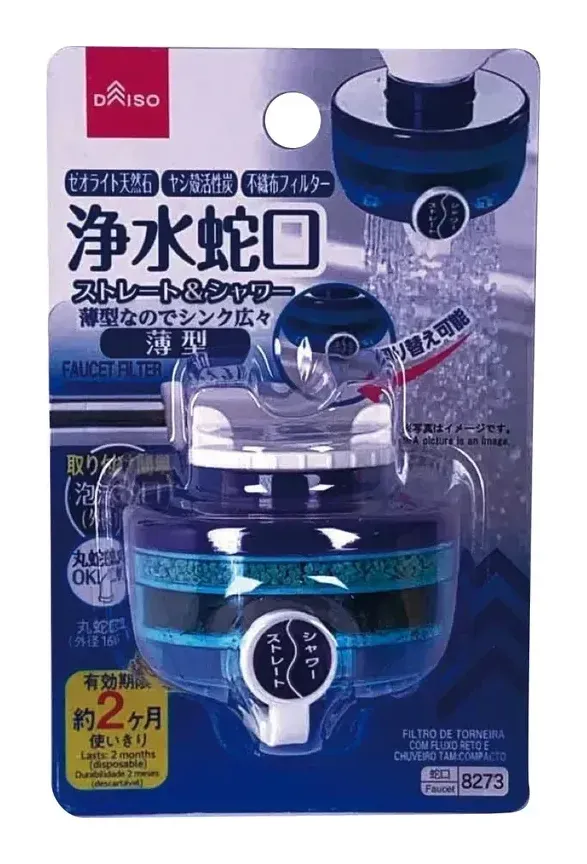 DAISO
ゼオライト天然石 ヤシ殻活性炭 不織布フィルター
浄水蛇口
ストレート&シャワー
薄型なのでシンク広々
薄型
FAUCET FILTER
シャワー
ストレート
り替え可能
※写真はイメージです。
A picture is an image.
取り付け
泡
丸蛇
OK
丸蛇口
(外径16
シャワー
ストレート
有効期限
約2ヶ月
使いきり
Lasts: 2 months
(disposable)
Durabilidade 2 meses
(descartável)
FILTRO DE TORNEIRA
COM FLUXO RETO E
CHUVEIRO TAM:COMPACTO
蛇口
Faucet 8273